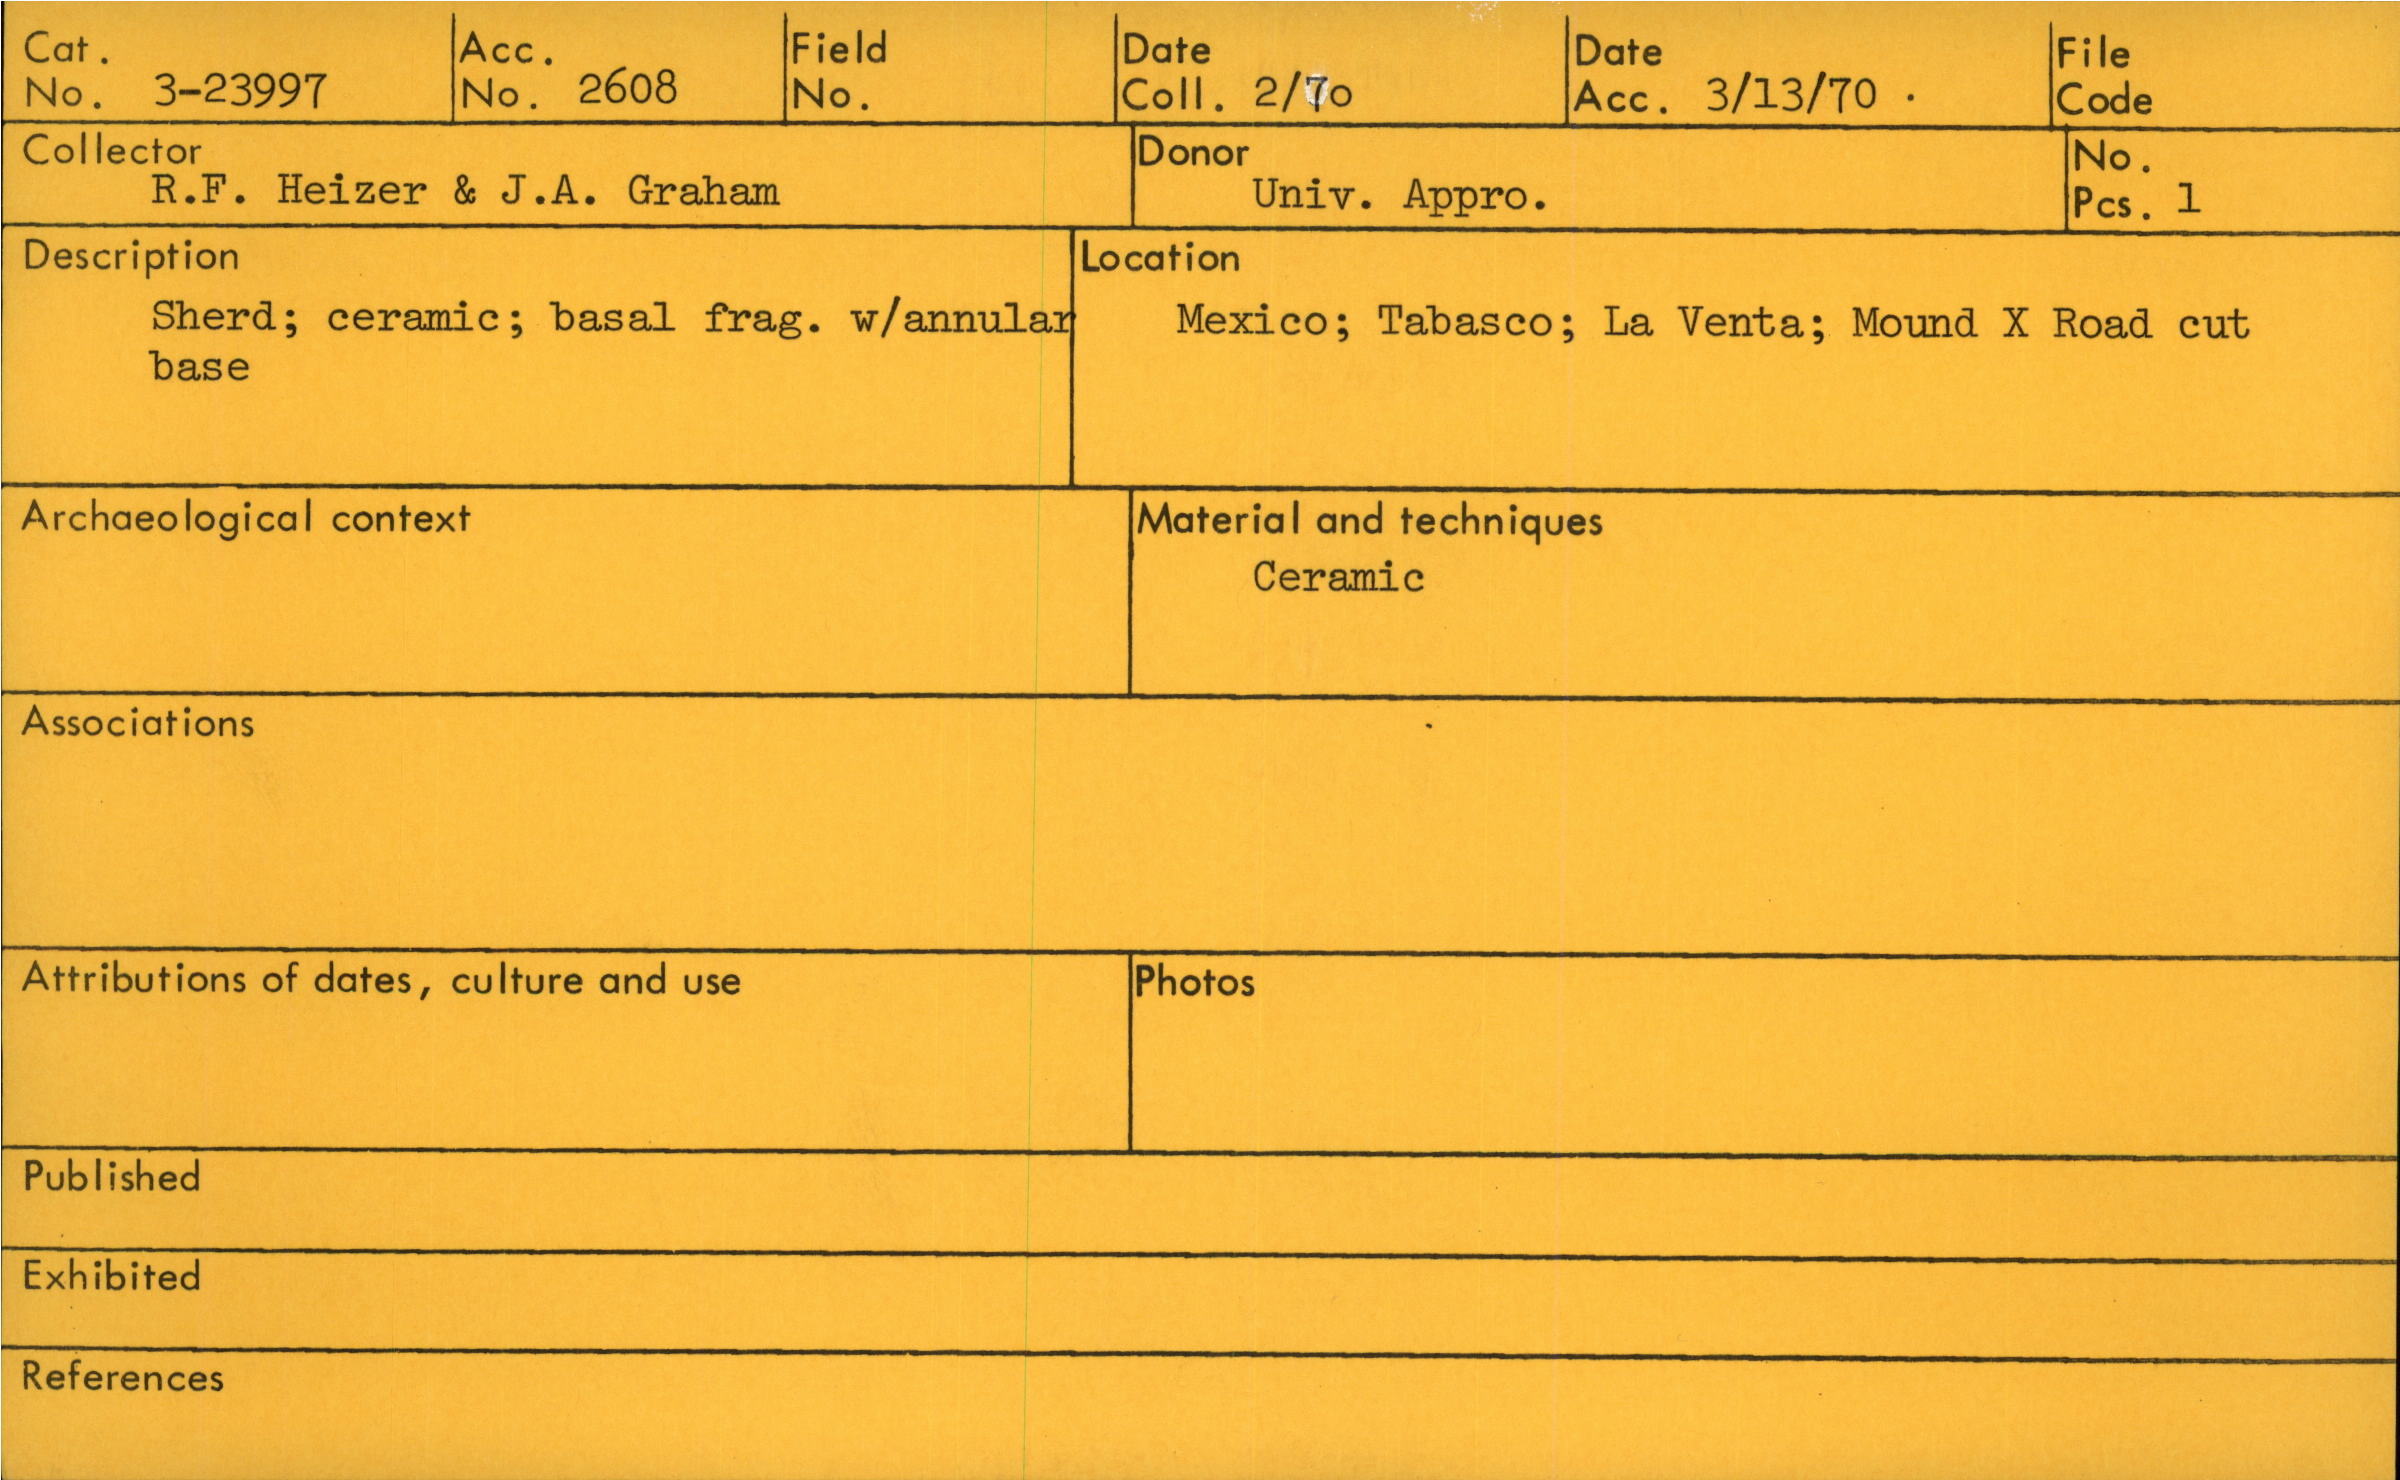 Cat. No. 3-23997
Acc. No. 2608
Field No.
Date Coll. 2/7o
Date Acc. 3/13/70 .
File Code
Collector
R.F. Heizer & J.A. Graham
Donor
Univ. Appro.
No. Pcs. 1
Description
Sherd; ceramic; basal frag. w/annular
base
Location
Mexico; Tabasco; La Venta; Mound X Road cut
Archaeological context
Material and techniques
Ceramic
Associations
Attributions of dates, culture and use
Photos
Published
Exhibited
References